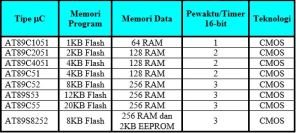 Tipe µC Memori Program Memori Data Pewaktu/Timer 16-bit Teknologi
AT89C1051 1KB Flash 64 RAM 1 CMOS
AT89C2051 2KB Flash 128 RAM 2 CMOS
AT89C4051 4KB Flash 128 RAM 2 CMOS
AT89C51 4KB Flash 128 RAM 2 CMOS
AT89C52 8KB Flash 256 RAM 3 CMOS
AT89S53 12KB Flash 256 RAM 3 CMOS
AT89C55 20KB Flash 256 RAM 3 CMOS
AT89S8252 8KB Flash 256 RAM dan 2KB EEPROM 3 CMOS